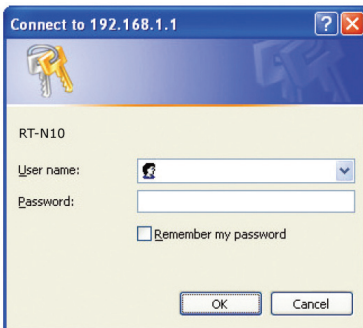 Connect to 192.168.1.1
RT-N10
User name:
Password:
Remember my password
OK
Cancel